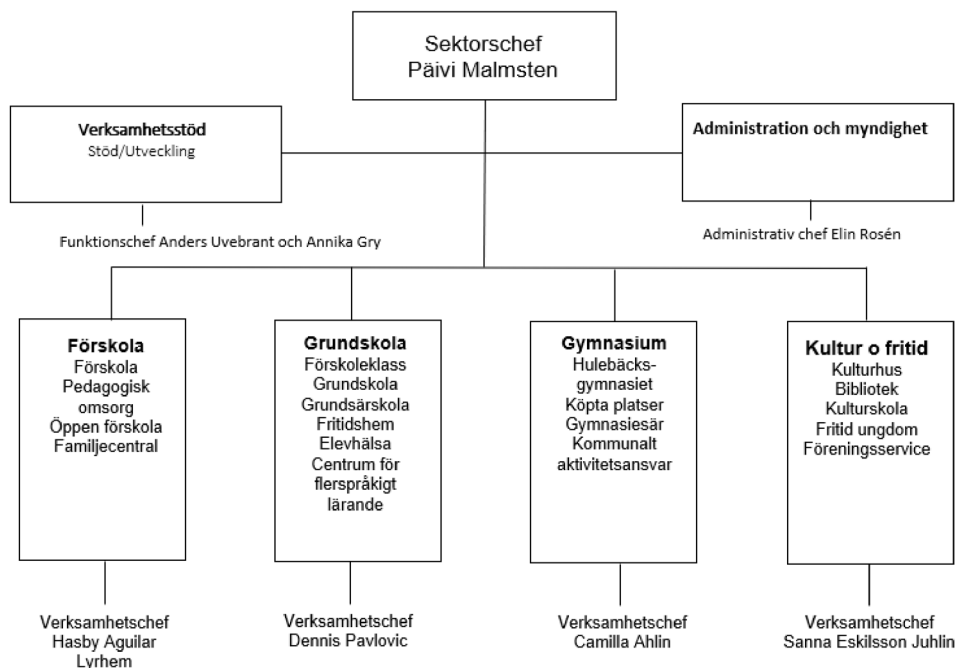 Sektorschef
Päivi Malmsten
Verksamhetsstöd
Stöd/Utveckling
Administration och myndighet
Funktionschef Anders Uvebrant och Annika Gry
Administrativ chef Elin Rosén
Förskola
Förskola
Pedagogisk
omsorg
Öppen förskola
Familjecentral
Grundskola
Förskoleklass
Grundskola
Grundsärskola
Fritidshem
Elevhälsa
Centrum för
flerspråkigt
lärande
Gymnasium
Hulebäcks-
gymnasiet
Köpta platser
Gymnasiesär
Kommunalt
aktivitetsansvar
Kultur o fritid
Kulturhus
Bibliotek
Kulturskola
Fritid ungdom
Föreningsservice
Verksamhetschef
Hasby Aguilar
Lyrhem
Verksamhetschef
Dennis Pavlovic
Verksamhetschef
Camilla Ahlin
Verksamhetschef
Sanna Eskilsson Juhlin